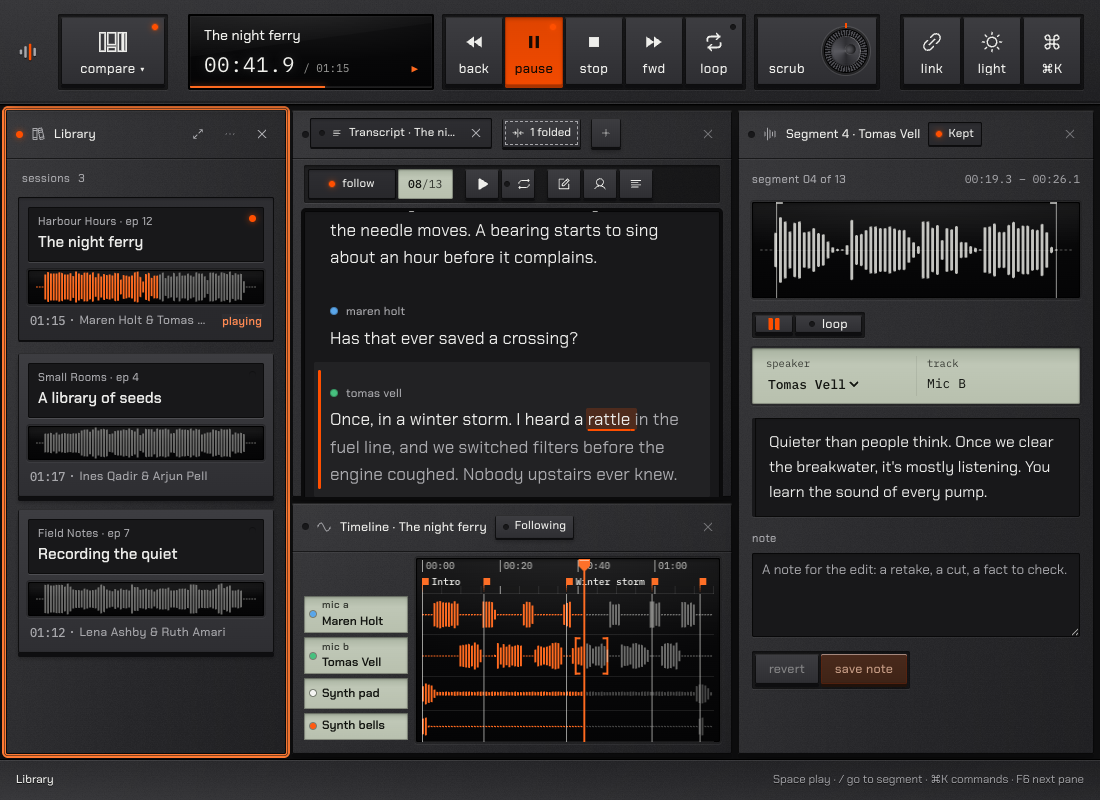 compare ▾
The night ferry
00:41.9 / 01:15
back
pause
stop
fwd
loop
scrub
link
light
⌘K
Library
sessions 3
Harbour Hours · ep 12
The night ferry
01:15 · Maren Holt & Tomas ...
playing
Small Rooms · ep 4
A library of seeds
01:17 · Ines Qadir & Arjun Pell
Field Notes · ep 7
Recording the quiet
01:12 · Lena Ashby & Ruth Amari
Transcript · The ni...
1 folded
follow
08/13
the needle moves. A bearing starts to sing
about an hour before it complains.
maren holt
Has that ever saved a crossing?
tomas vell
Once, in a winter storm. I heard a rattle in the
fuel line, and we switched filters before the
engine coughed. Nobody upstairs ever knew.
Timeline · The night ferry
Following
00:00
00:20
00:40
01:00
Intro
Winter storm
mic a
Maren Holt
mic b
Tomas Vell
Synth pad
Synth bells
Segment 4 · Tomas Vell
Kept
segment 04 of 13
00:19.3 – 00:26.1
loop
speaker
Tomas Vell
track
Mic B
Quieter than people think. Once we clear
the breakwater, it's mostly listening. You
learn the sound of every pump.
note
A note for the edit: a retake, a cut, a fact to check.
revert
save note
Library
Space play · / go to segment · ⌘K commands · F6 next pane